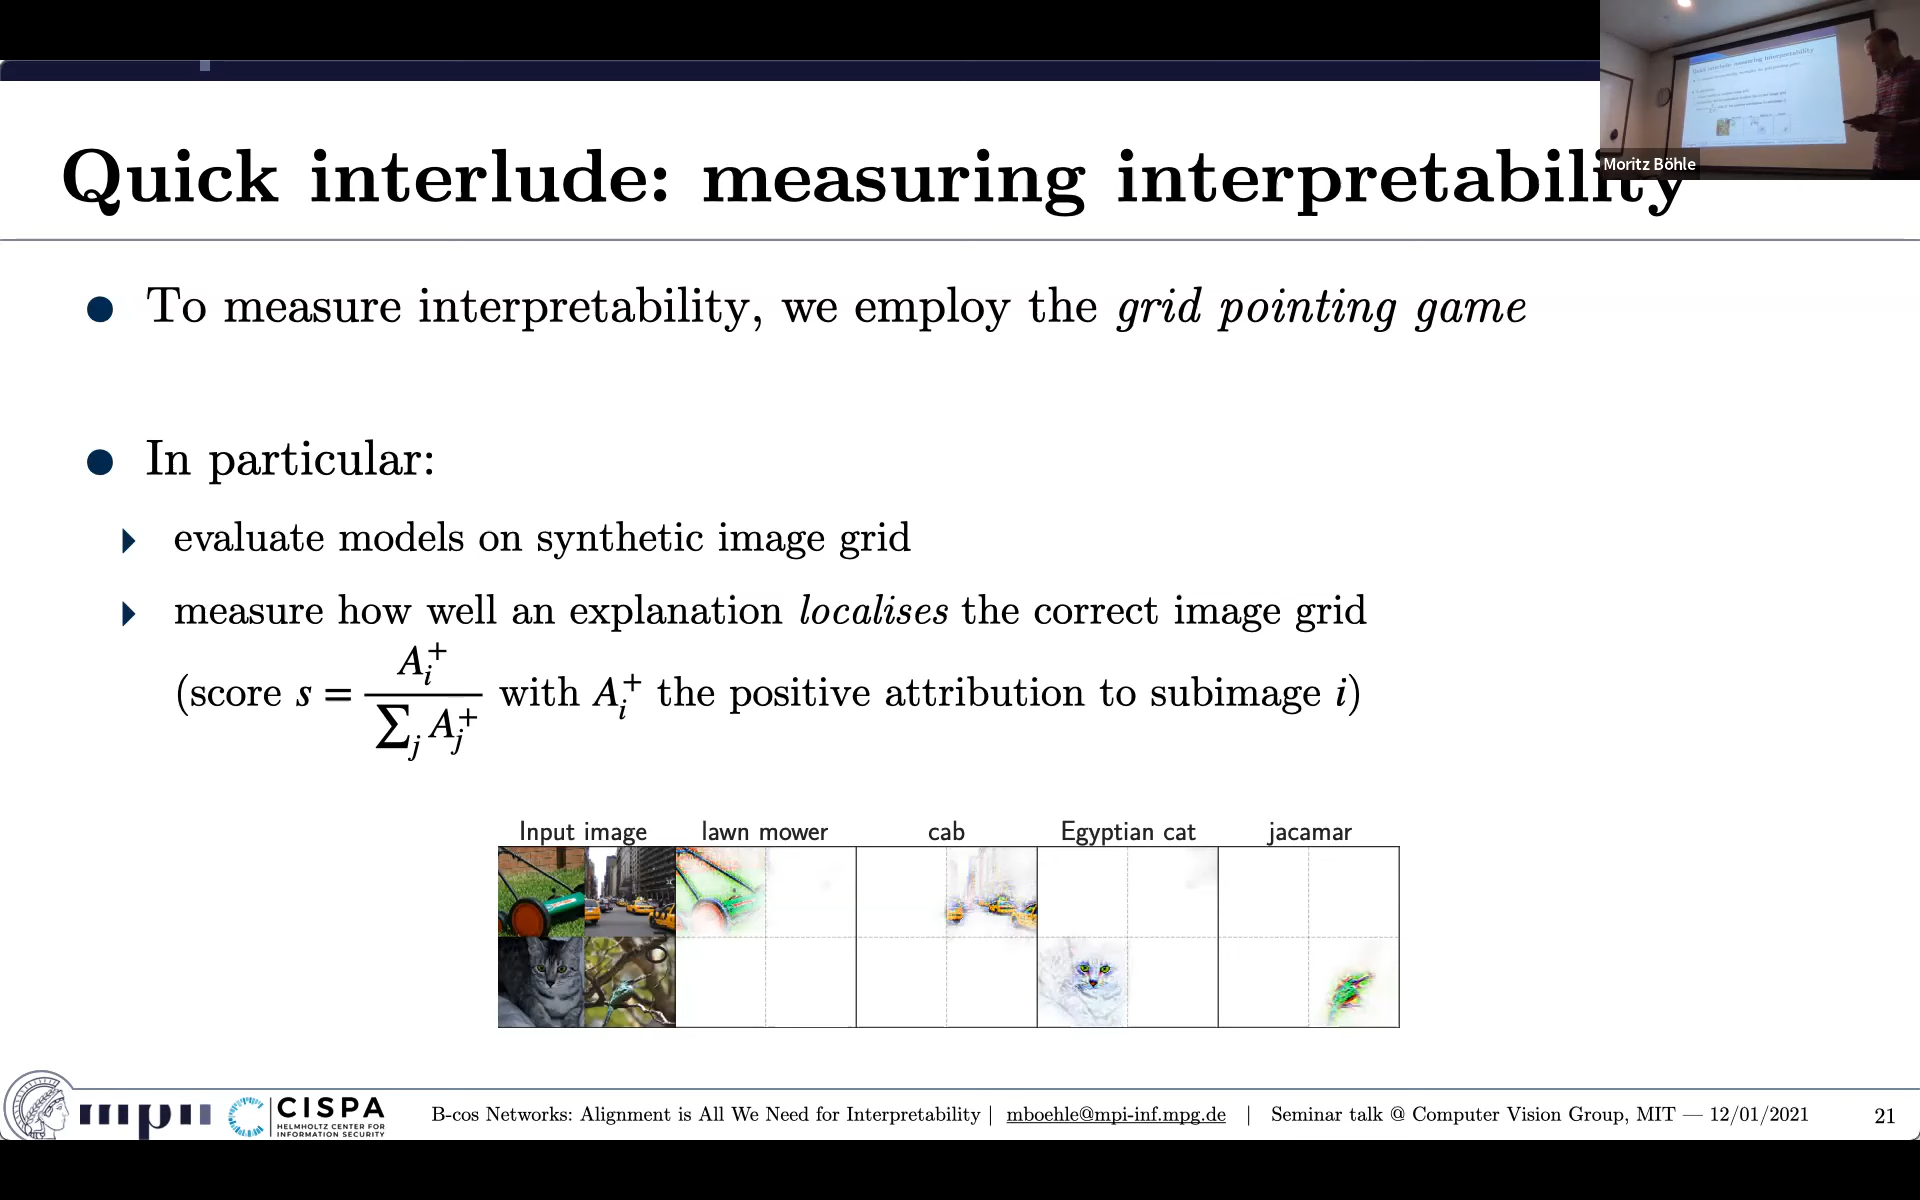 Moritz Böhle
Quick interlude: measuring interpretability
To measure interpretability, we employ the grid pointing game
In particular:
evaluate models on synthetic image grid
measure how well an explanation localises the correct image grid
(score s = A_i^+ / ∑_j A_j^+ with A_i^+ the positive attribution to subimage i)
Input image lawn mower cab Egyptian cat jacamar
mpii CISPA
HELMHOLTZ CENTER FOR
INFORMATION SECURITY
B-cos Networks: Alignment is All We Need for Interpretability | mboehle@mpi-inf.mpg.de | Seminar talk @ Computer Vision Group, MIT — 12/01/2021 21